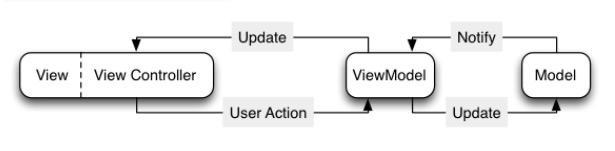 Update
Notify
View
View Controller
ViewModel
Model
User Action
Update